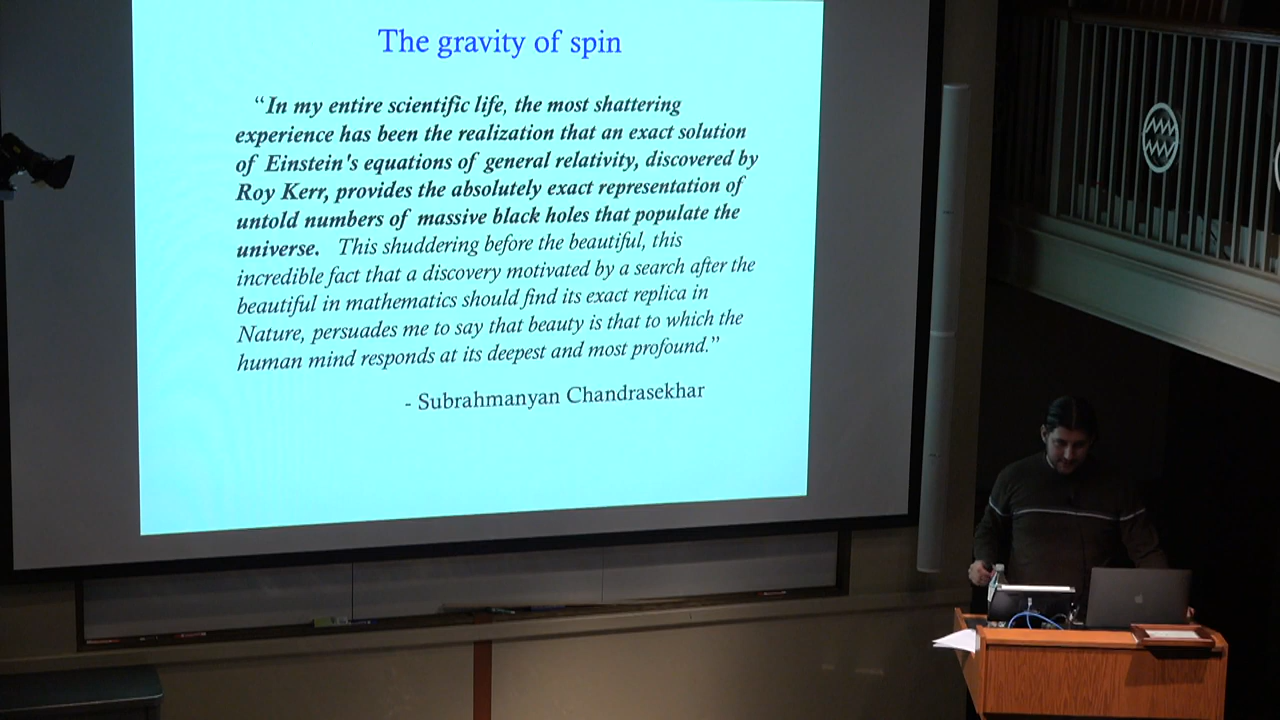 The gravity of spin
“In my entire scientific life, the most shattering
experience has been the realization that an exact solution
of Einstein's equations of general relativity, discovered by
Roy Kerr, provides the absolutely exact representation of
untold numbers of massive black holes that populate the
universe. This shuddering before the beautiful, this
incredible fact that a discovery motivated by a search after the
beautiful in mathematics should find its exact replica in
Nature, persuades me to say that beauty is that to which the
human mind responds at its deepest and most profound.”
- Subrahmanyan Chandrasekhar